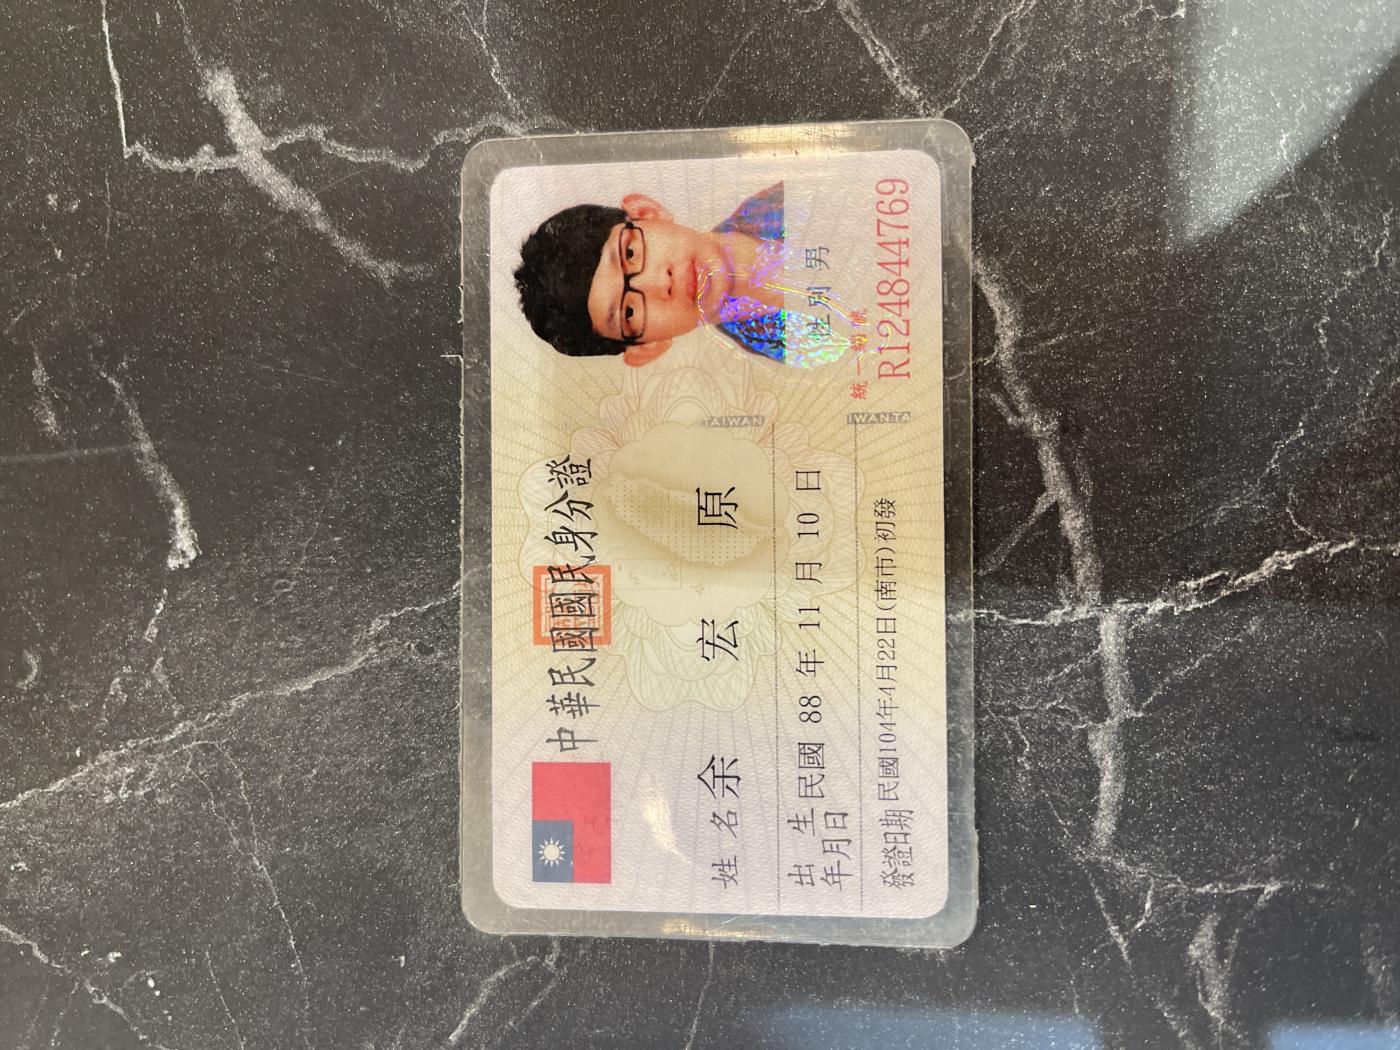 中華民國國民身分證
姓名 余宏原
出生年月日 民國 88 年 11 月 10 日
性別 男
發證日期 民國104年4月22日(南市)初發
統一編號
R124844769
TAIWAN
IWANTA